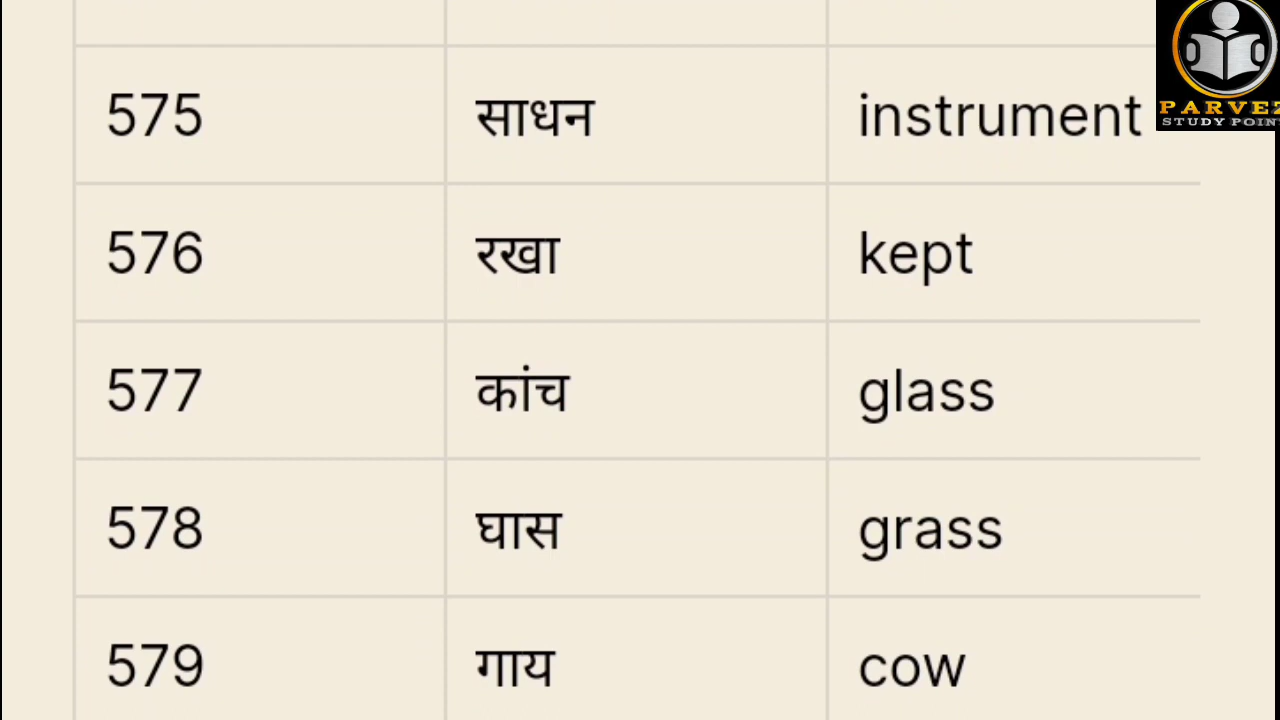 575 साधन instrument
576 रखा kept
577 कांच glass
578 घास grass
579 गाय cow
PARVEZ
STUDY POINT